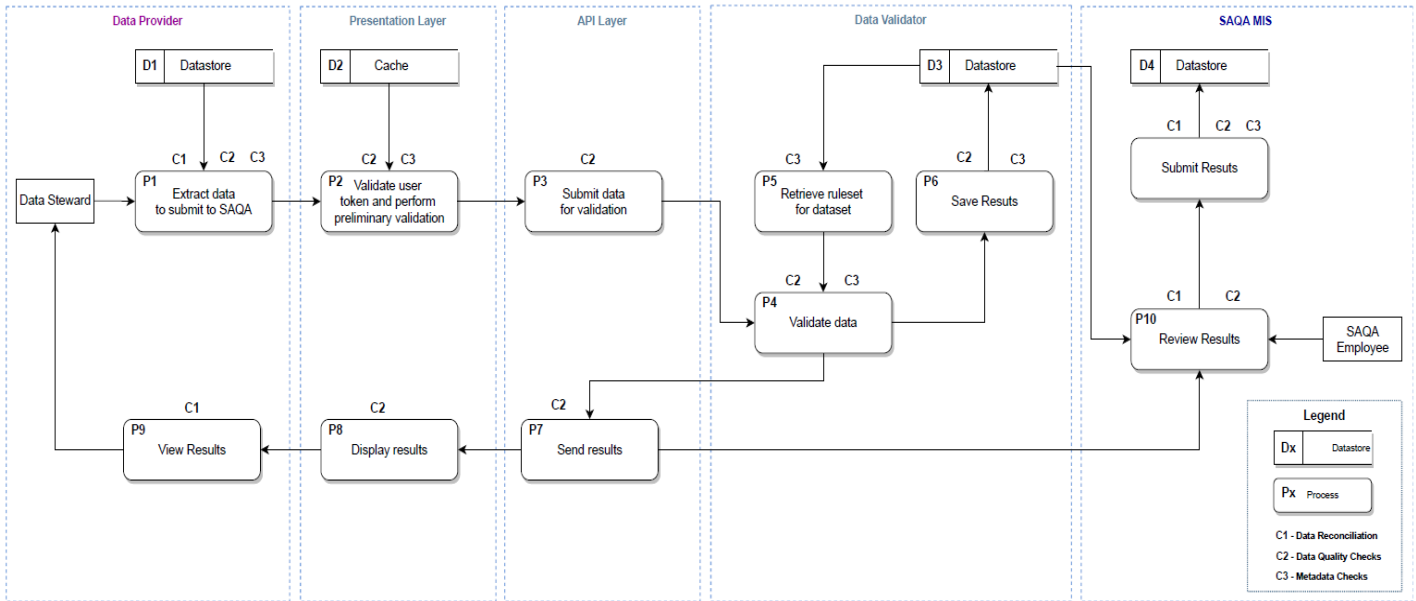 Data Provider
Presentation Layer
API Layer
Data Validator
SAQA MIS
D1 Datastore
D2 Cache
D3 Datastore
D4 Datastore
C1 C2 C3
Submit Resuts
C1 C2 C3
P1
Extract data
to submit to SAQA
C2 C3
P2
Validate user
token and perform
preliminary validation
C2
P3
Submit data
for validation
C3
P5
Retrieve ruleset
for dataset
C2 C3
P6
Save Resuts
Data Steward
C2 C3
P4
Validate data
C1 C2
P10
Review Results
SAQA
Employee
C1
P9
View Results
C2
P8
Display results
C2
P7
Send results
Legend
Dx Datastore
Px Process
C1 - Data Reconciliation
C2 - Data Quality Checks
C3 - Metadata Checks